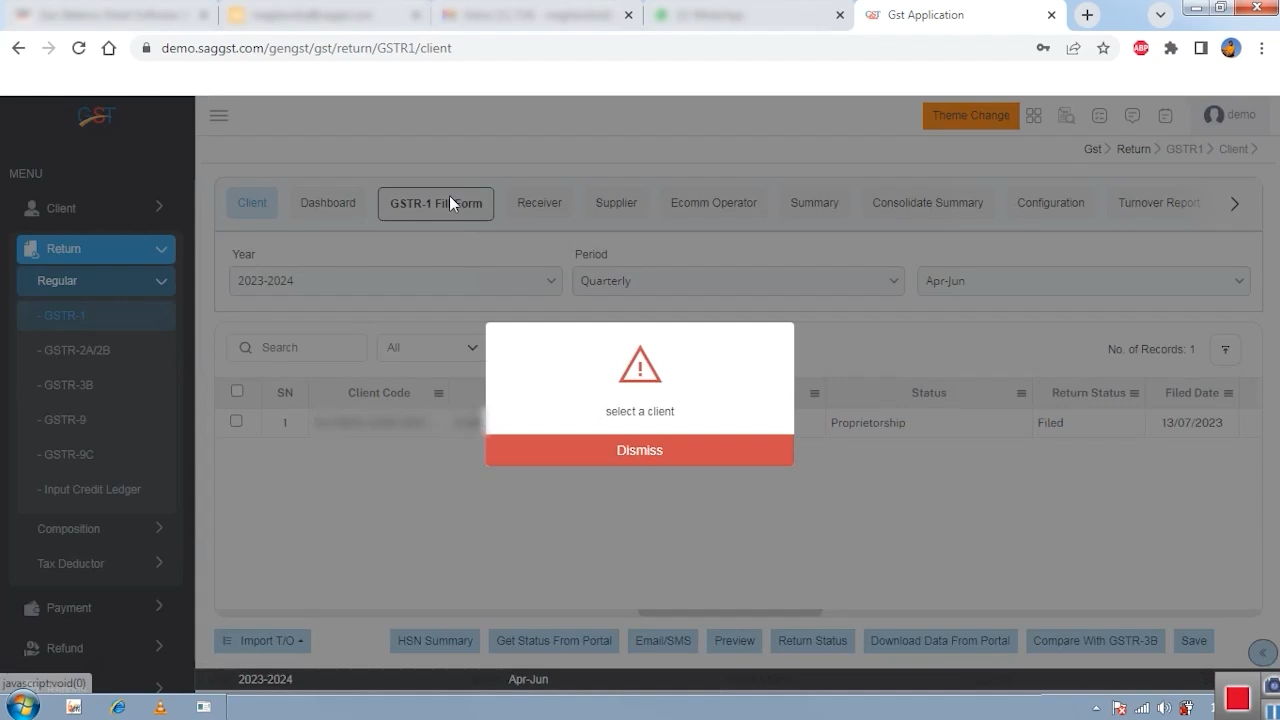 Gst Application
demo.saggst.com/gengst/gst/return/GSTR1/client
ABP
GST
Theme Change
demo
MENU
Gst > Return > GSTR1 > Client >
Client
Client
Dashboard
GSTR-1 File Form
Receiver
Supplier
Ecomm Operator
Summary
Consolidate Summary
Configuration
Turnover Report
Return
Year
Period
Regular
2023-2024
Quarterly
Apr-Jun
- GSTR-1
- GSTR-2A/2B
Search
All
No. of Records: 1
- GSTR-3B
SN
Client Code
Status
Return Status
Filed Date
- GSTR-9
1
Proprietorship
Filed
13/07/2023
select a client
Dismiss
- GSTR-9C
- Input Credit Ledger
Composition
Tax Deductor
Payment
Refund
Import T/O
HSN Summary
Get Status From Portal
Email/SMS
Preview
Return Status
Download Data From Portal
Compare With GSTR-3B
Save
javascript:void(0)
2023-2024
Apr-Jun